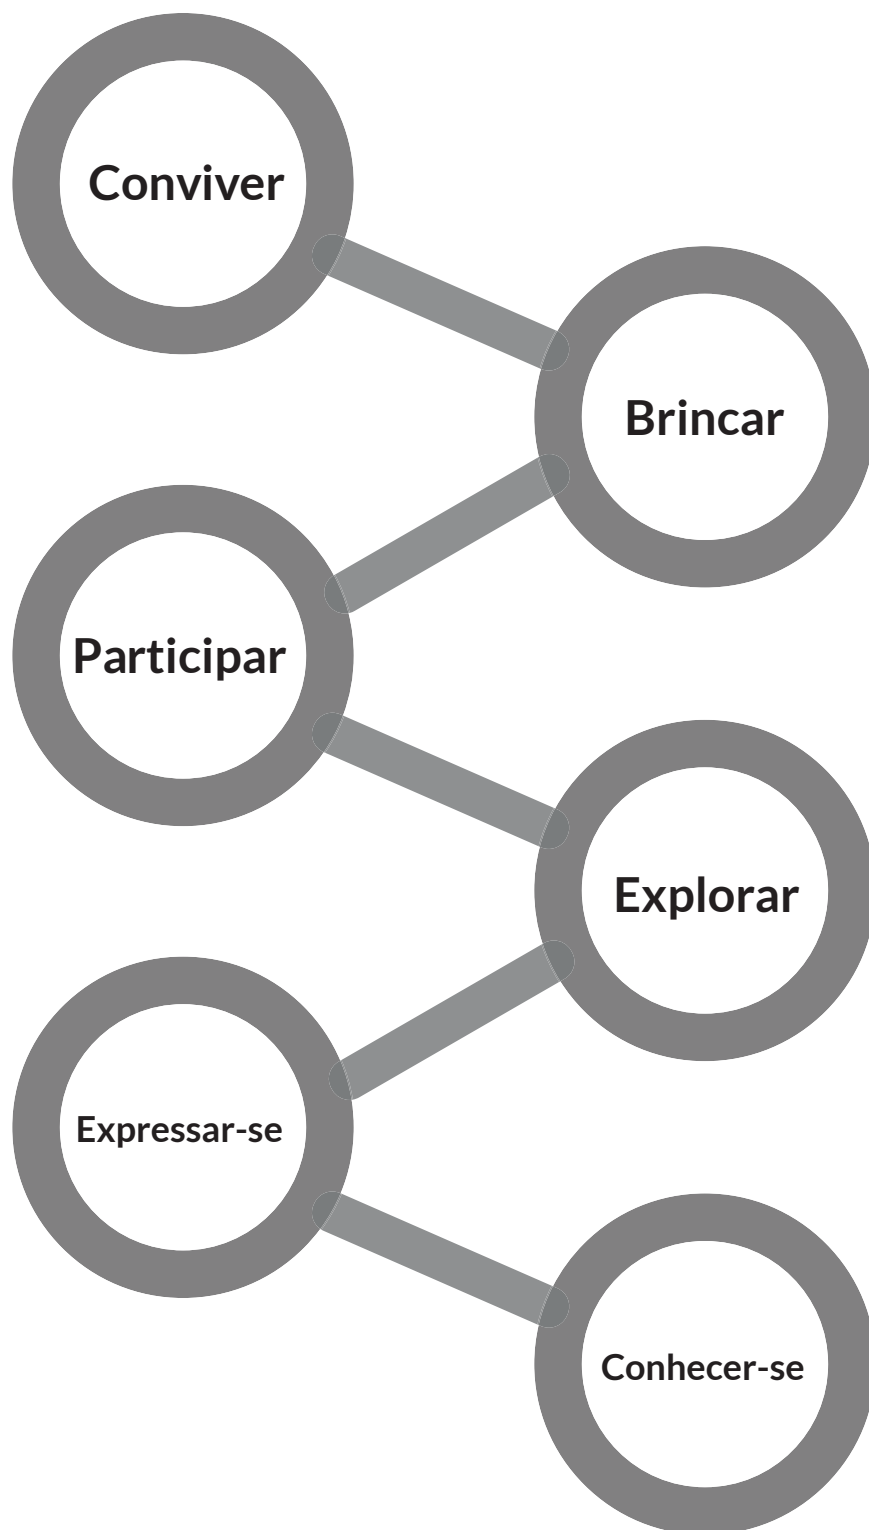 Conviver
Brincar
Participar
Explorar
Expressar-se
Conhecer-se